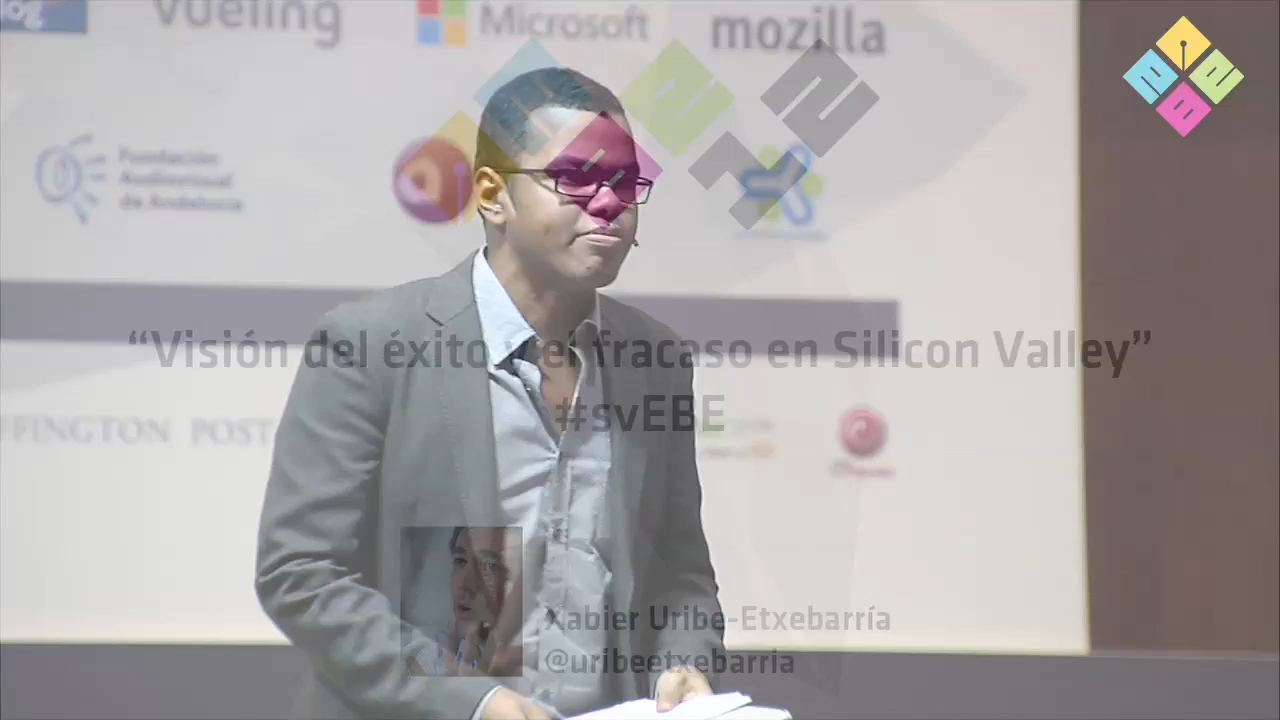 vueling
Microsoft
mozilla
Fundación
Audiovisual
de Andalucía
“Visión del éxito y el fracaso en Silicon Valley”
#svEBE
FFINGTON POST
Xabier Uribe-Etxebarría
@uribeetxebarria